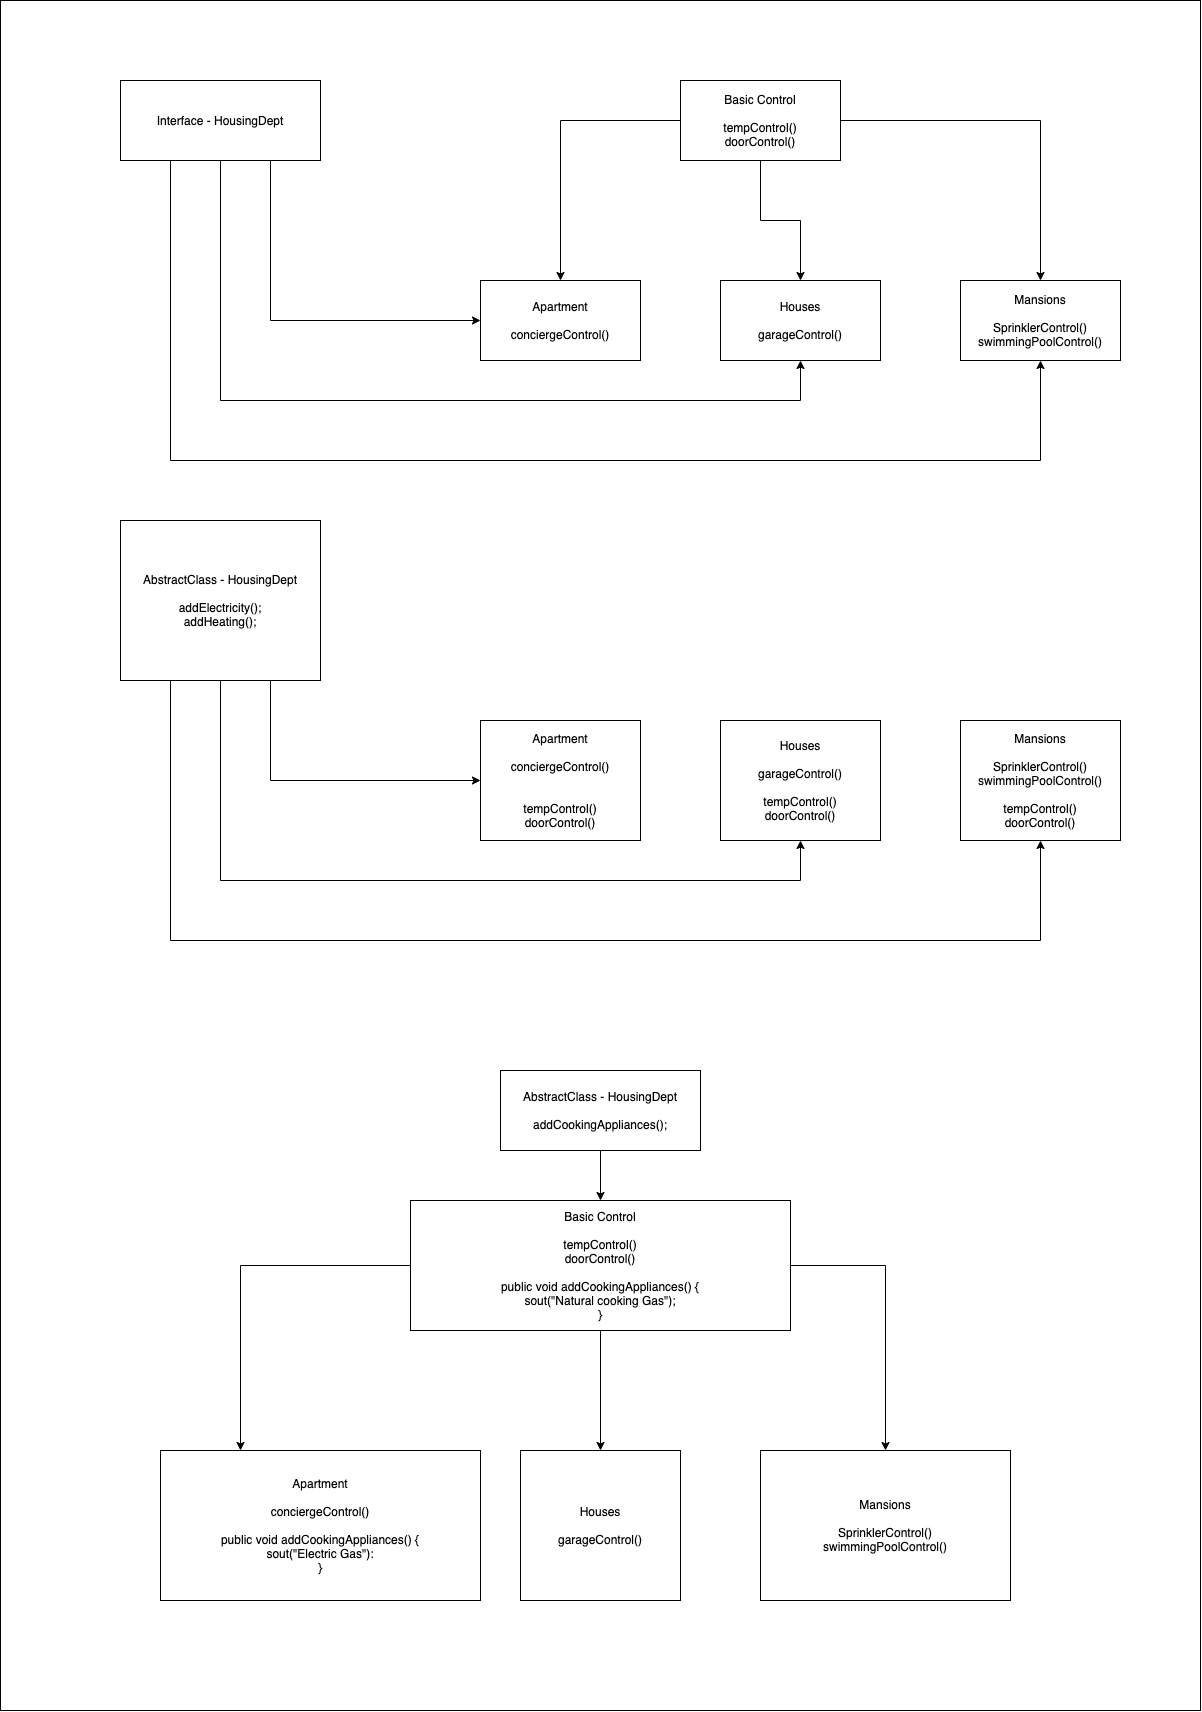 Interface - HousingDept
Basic Control
tempControl()
doorControl()
Apartment
conciergeControl()
Houses
garageControl()
Mansions
SprinklerControl()
swimmingPoolControl()
AbstractClass - HousingDept
addElectricity();
addHeating();
Apartment
conciergeControl()
tempControl()
doorControl()
Houses
garageControl()
tempControl()
doorControl()
Mansions
SprinklerControl()
swimmingPoolControl()
tempControl()
doorControl()
AbstractClass - HousingDept
addCookingAppliances();
Basic Control
tempControl()
doorControl()
public void addCookingAppliances() {
sout("Natural cooking Gas");
}
Apartment
conciergeControl()
public void addCookingAppliances() {
sout("Electric Gas"):
}
Houses
garageControl()
Mansions
SprinklerControl()
swimmingPoolControl()